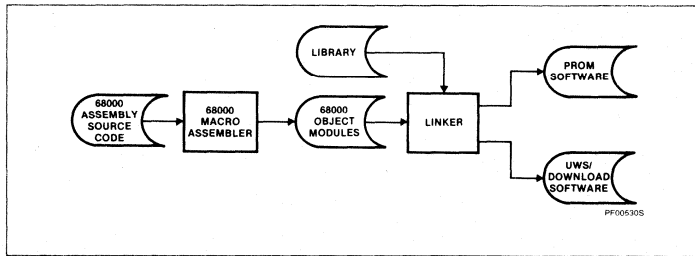 LIBRARY
PROM
SOFTWARE
68000
ASSEMBLY
SOURCE
CODE
68000
MACRO
ASSEMBLER
68000
OBJECT
MODULES
LINKER
UWS/
DOWNLOAD
SOFTWARE
PF00530S